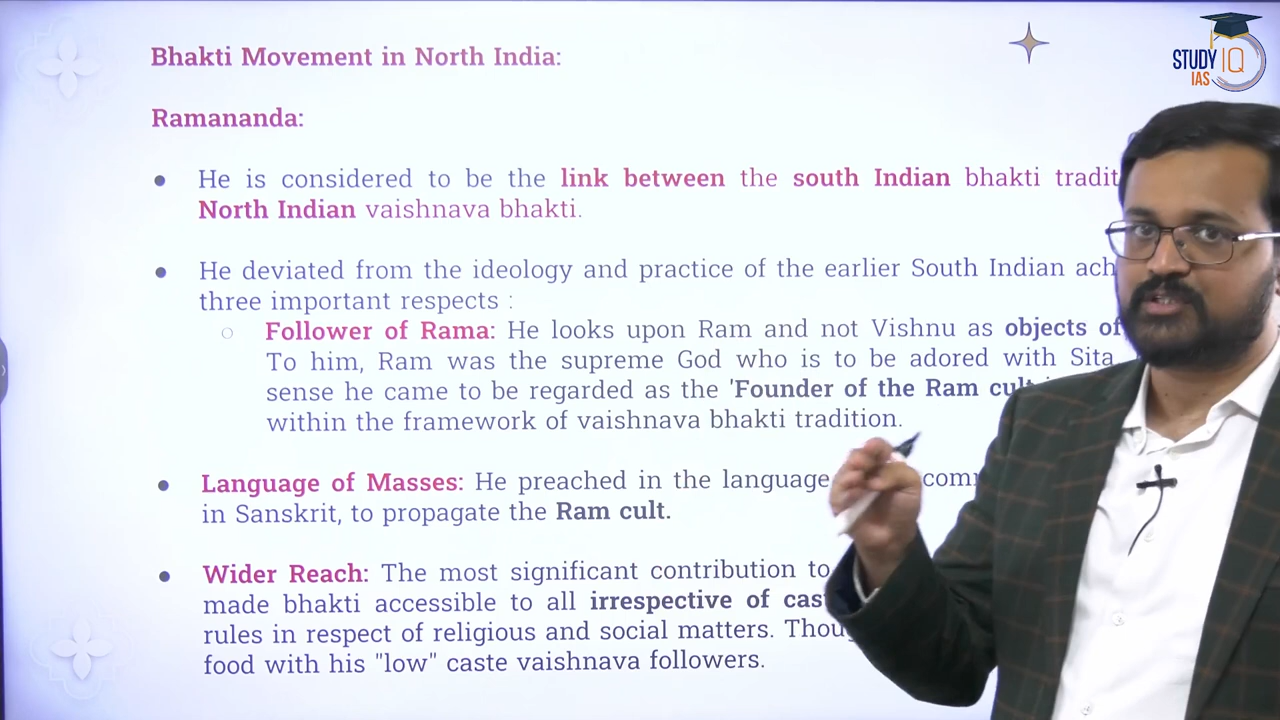 Bhakti Movement in North India:
STUDY IQ
IAS
Ramananda:
● He is considered to be the link between the south Indian bhakti tradit
North Indian vaishnava bhakti.
● He deviated from the ideology and practice of the earlier South Indian ach
three important respects :
○ Follower of Rama: He looks upon Ram and not Vishnu as objects of
To him, Ram was the supreme God who is to be adored with Sita
sense he came to be regarded as the 'Founder of the Ram cult
within the framework of vaishnava bhakti tradition.
● Language of Masses: He preached in the language
in Sanskrit, to propagate the Ram cult.
● Wider Reach: The most significant contribution to
made bhakti accessible to all irrespective of cas
rules in respect of religious and social matters. Thou
food with his "low" caste vaishnava followers.